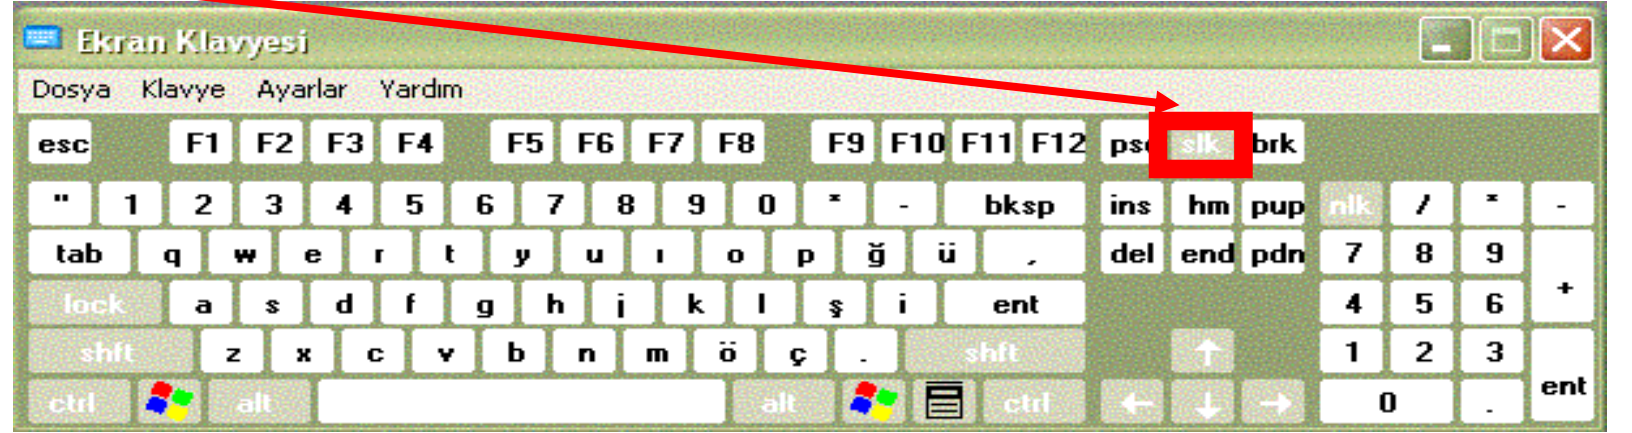 Ekran Klavyesi
Dosya Klavye Ayarlar Yardım
esc F1 F2 F3 F4 F5 F6 F7 F8 F9 F10 F11 F12 psc slk brk
" 1 2 3 4 5 6 7 8 9 0 * - bksp ins hm pup nlk / * -
tab q w e r t y u ı o p ğ ü , del end pdn 7 8 9 +
lock a s d f g h j k l ş i ent 4 5 6
shft z x c v b n m ö ç . shft ↑ 1 2 3 ent
ctrl alt alt ctrl ← ↓ → 0 .